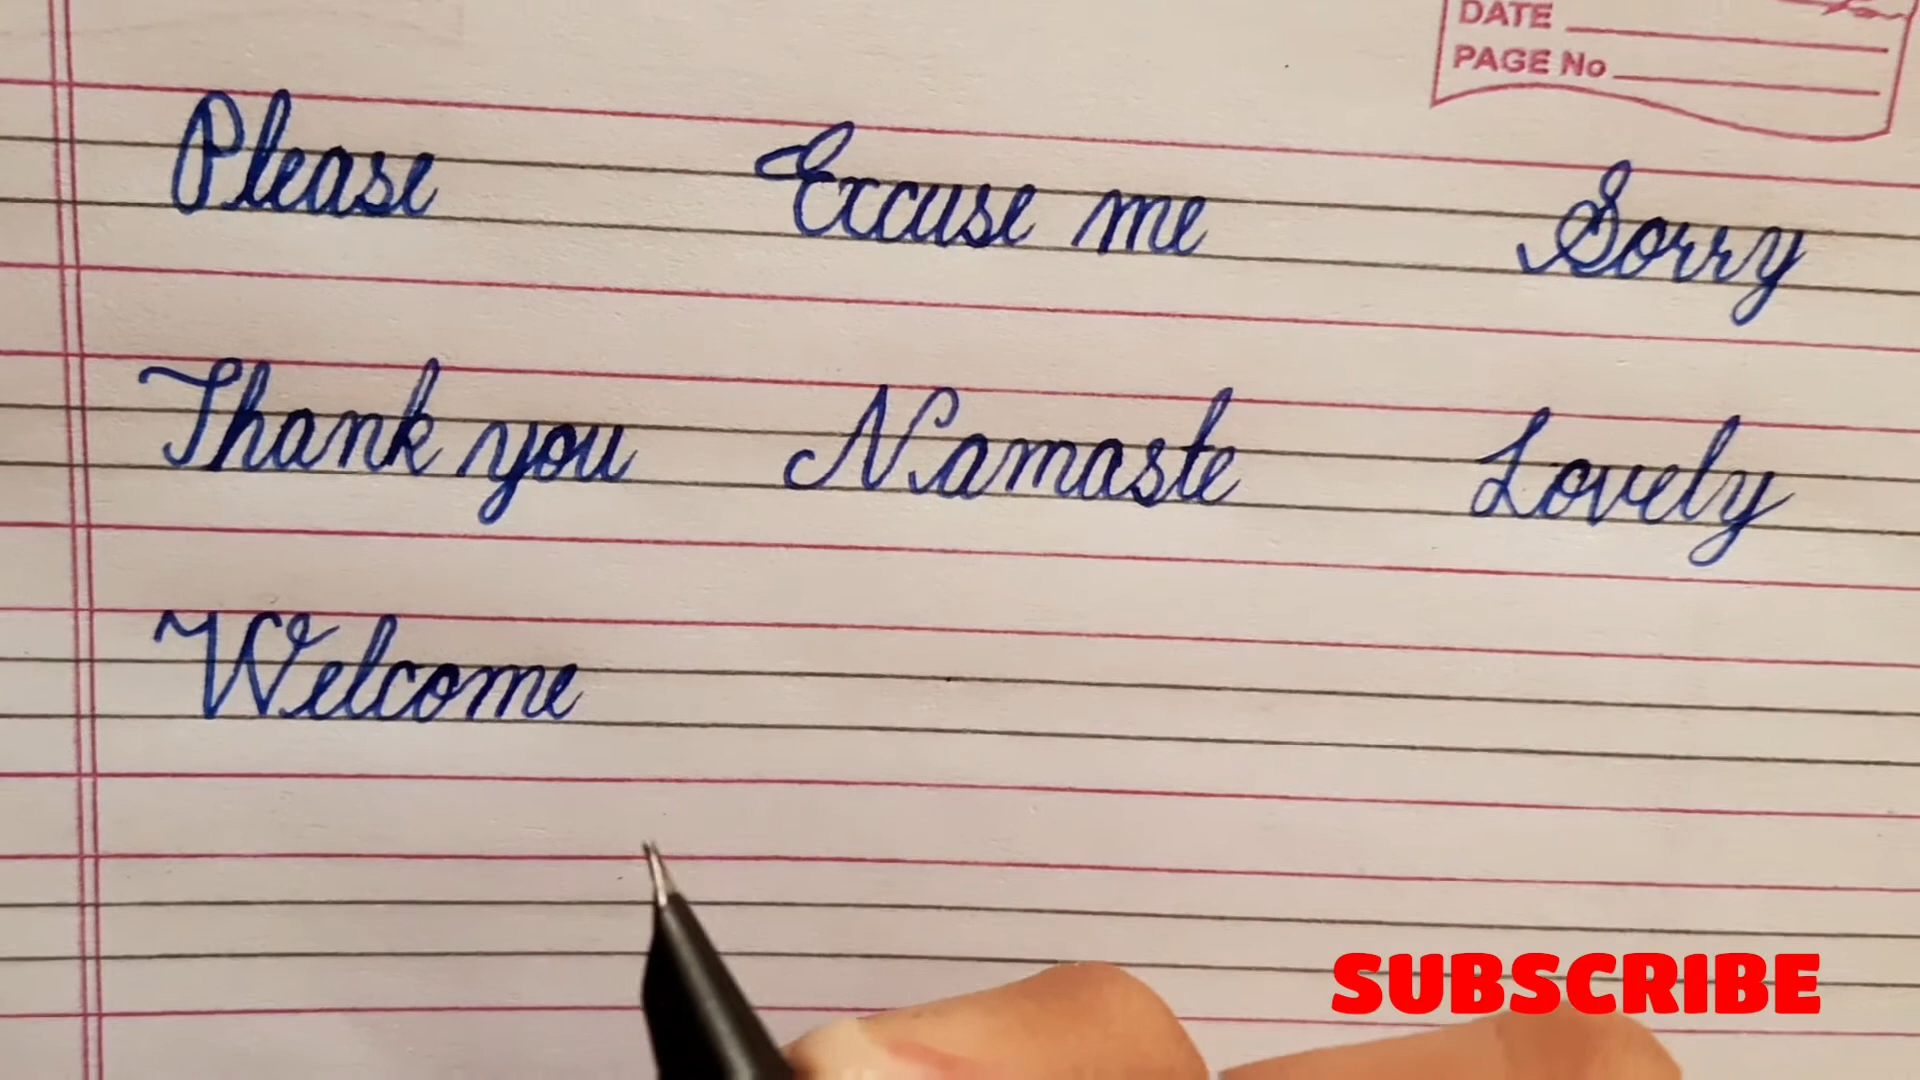 DATE
PAGE No
Please Excuse me Sorry
Thank you Namaste Lovely
Welcome
SUBSCRIBE